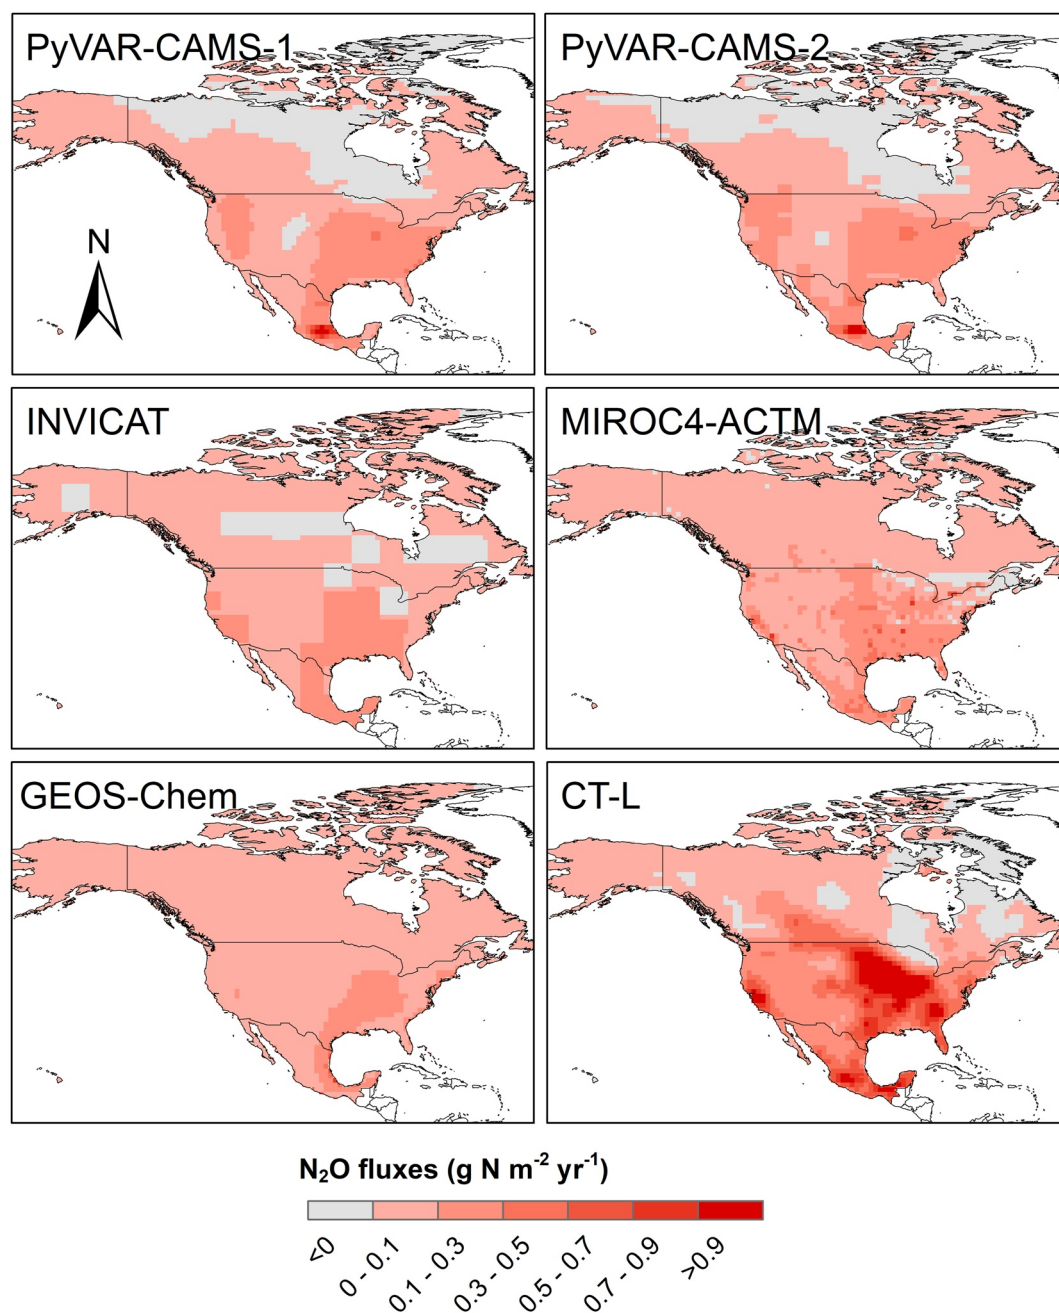 PyVAR-CAMS-1
PyVAR-CAMS-2
N
INVICAT
MIROC4-ACTM
GEOS-Chem
CT-L
N₂O fluxes (g N m⁻² yr⁻¹)
<0
0 - 0.1
0.1 - 0.3
0.3 - 0.5
0.5 - 0.7
0.7 - 0.9
>0.9